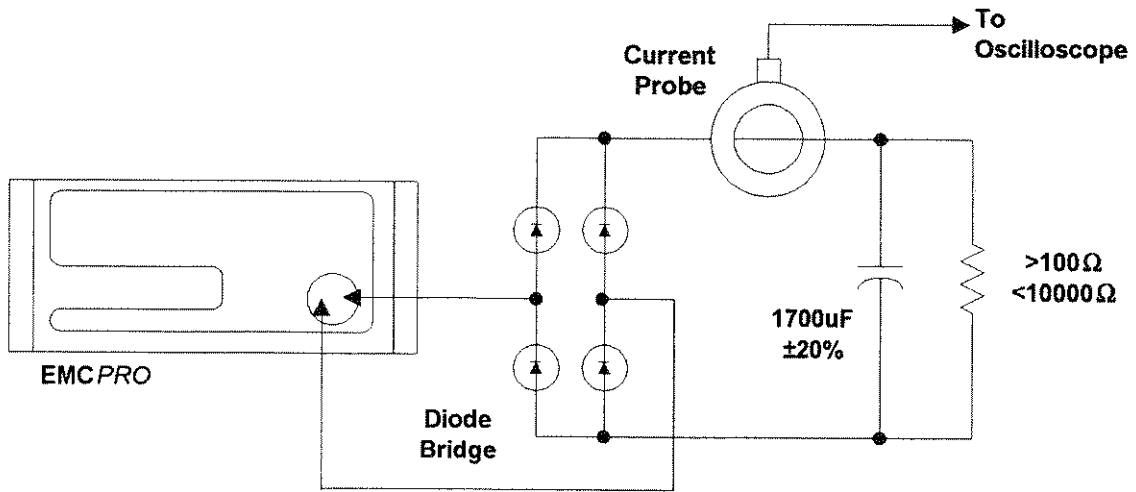 To
Oscilloscope
Current
Probe
>100Ω
<10000Ω
1700uF
±20%
EMCPRO
Diode
Bridge